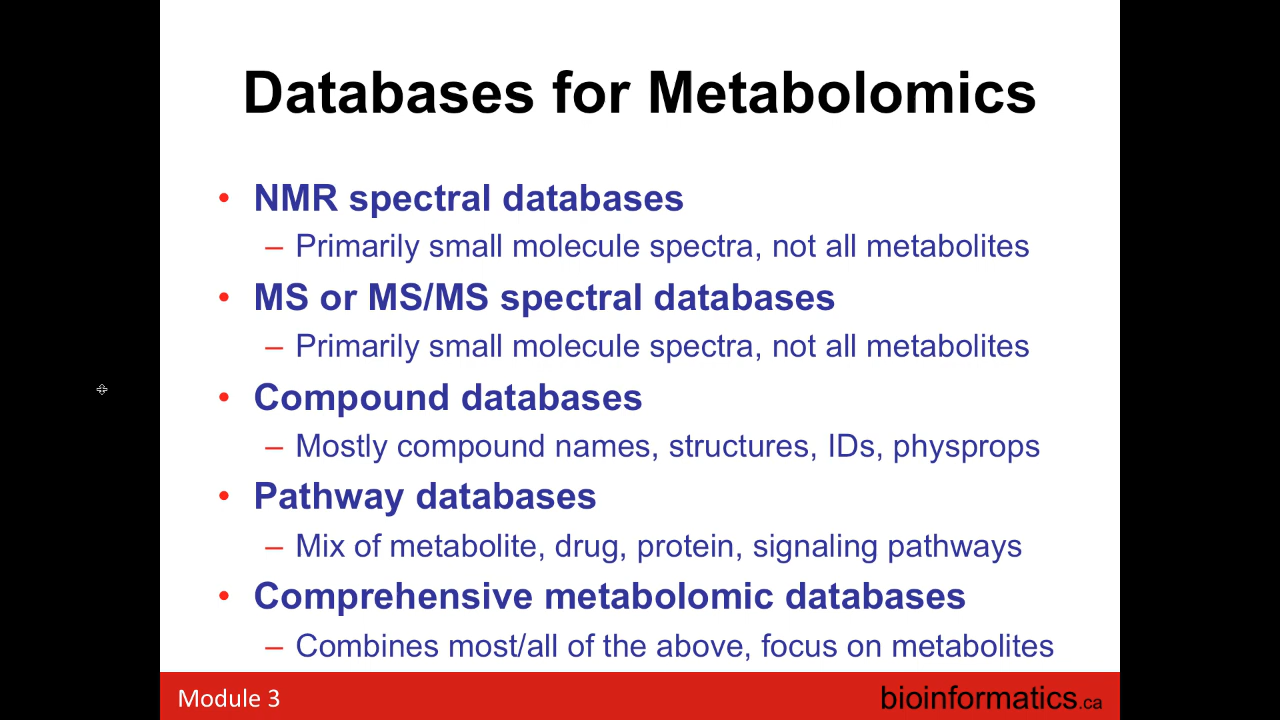 Databases for Metabolomics
• NMR spectral databases
– Primarily small molecule spectra, not all metabolites
• MS or MS/MS spectral databases
– Primarily small molecule spectra, not all metabolites
• Compound databases
– Mostly compound names, structures, IDs, physprops
• Pathway databases
– Mix of metabolite, drug, protein, signaling pathways
• Comprehensive metabolomic databases
– Combines most/all of the above, focus on metabolites
Module 3
bioinformatics.ca